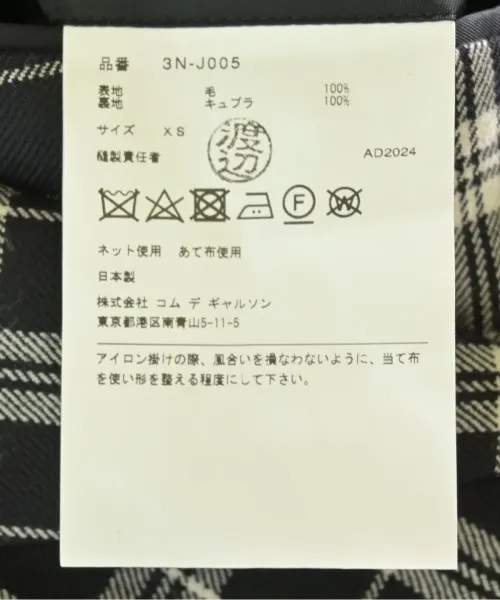 品番 3N-J005
表地 毛 100%
裏地 キュプラ 100%
サイズ XS
渡辺
縫製責任者 AD2024
F W
ネット使用 あて布使用
日本製
株式会社 コム デ ギャルソン
東京都港区南青山5-11-5
アイロン掛けの際、風合いを損なわないように、当て布
を使い形を整える程度にして下さい。